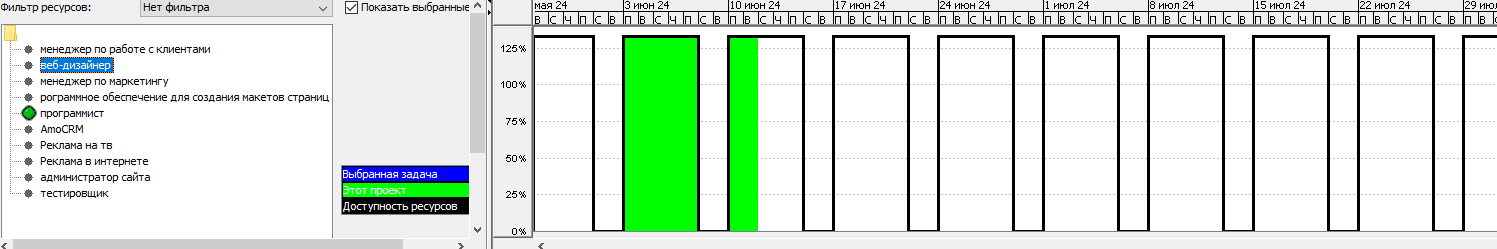 Фильтр ресурсов: Нет фильтра Показать выбранные
менеджер по работе с клиентами
веб-дизайнер
менеджер по маркетингу
рограммное обеспечение для создания макетов страниц
программист
AmoCRM
Реклама на тв
Реклама в интернете
администратор сайта
тестировщик
Выбранная задача
Этот проект
Доступность ресурсов
мая 24 3 июн 24 10 июн 24 17 июн 24 24 июн 24 1 июл 24 8 июл 24 15 июл 24 22 июл 24 29 июл
В С Ч П С В П В С Ч П С В П В С Ч П С В П В С Ч П С В П В С Ч П С В П В С Ч П С В П В С Ч П С В П В С Ч П С В П В С Ч П С В П В
125%
100%
75%
50%
25%
0%